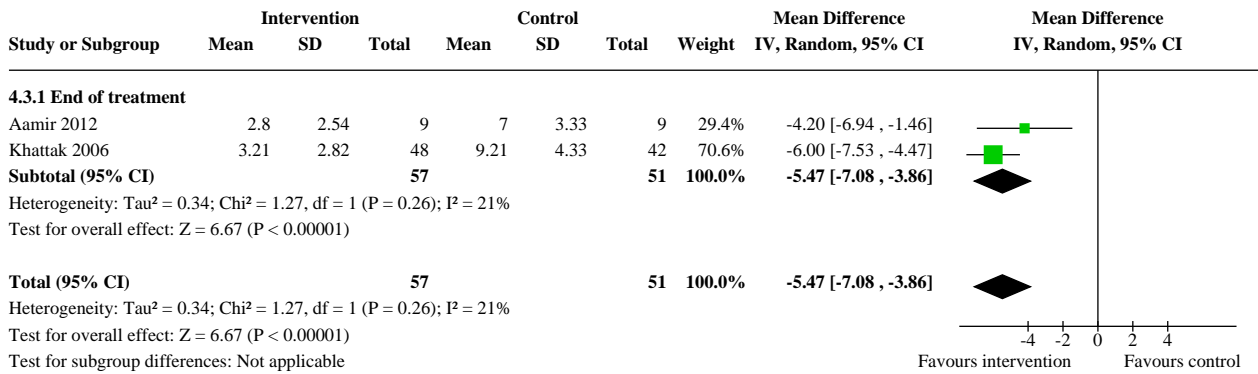 Intervention Control Mean Difference Mean Difference
Study or Subgroup Mean SD Total Mean SD Total Weight IV, Random, 95% CI IV, Random, 95% CI
4.3.1 End of treatment
Aamir 2012 2.8 2.54 9 7 3.33 9 29.4% -4.20 [-6.94 , -1.46]
Khattak 2006 3.21 2.82 48 9.21 4.33 42 70.6% -6.00 [-7.53 , -4.47]
Subtotal (95% CI) 57 51 100.0% -5.47 [-7.08 , -3.86]
Heterogeneity: Tau² = 0.34; Chi² = 1.27, df = 1 (P = 0.26); I² = 21%
Test for overall effect: Z = 6.67 (P < 0.00001)
Total (95% CI) 57 51 100.0% -5.47 [-7.08 , -3.86]
Heterogeneity: Tau² = 0.34; Chi² = 1.27, df = 1 (P = 0.26); I² = 21%
Test for overall effect: Z = 6.67 (P < 0.00001)
-4 -2 0 2 4
Test for subgroup differences: Not applicable Favours intervention Favours control